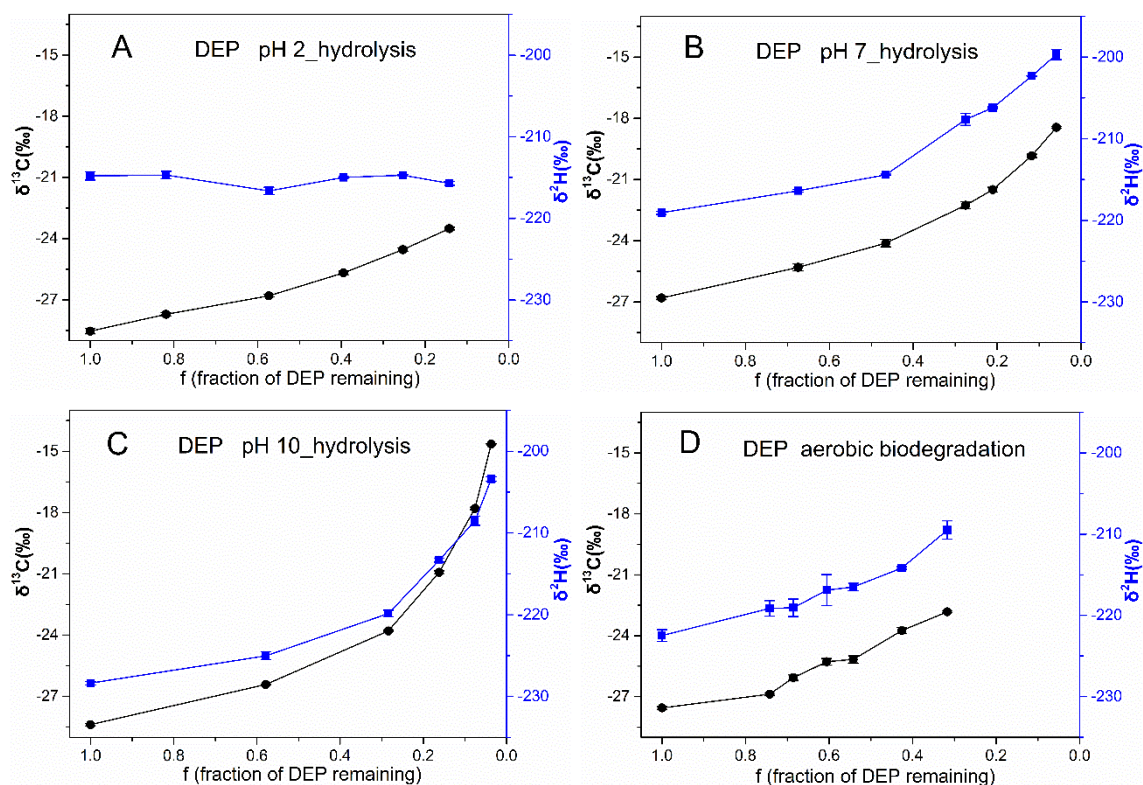 A DEP pH 2_hydrolysis
δ¹³C(‰)
-15
-18
-21
-24
-27
δ²H(‰)
-200
-210
-220
-230
1.0 0.8 0.6 0.4 0.2 0.0
f (fraction of DEP remaining)
B DEP pH 7_hydrolysis
δ¹³C(‰)
-15
-18
-21
-24
-27
δ²H(‰)
-200
-210
-220
-230
1.0 0.8 0.6 0.4 0.2 0.0
f (fraction of DEP remaining)
C DEP pH 10_hydrolysis
δ¹³C(‰)
-15
-18
-21
-24
-27
δ²H(‰)
-200
-210
-220
-230
1.0 0.8 0.6 0.4 0.2 0.0
f (fraction of DEP remaining)
D DEP aerobic biodegradation
δ¹³C(‰)
-15
-18
-21
-24
-27
δ²H(‰)
-200
-210
-220
-230
1.0 0.8 0.6 0.4 0.2 0.0
f (fraction of DEP remaining)